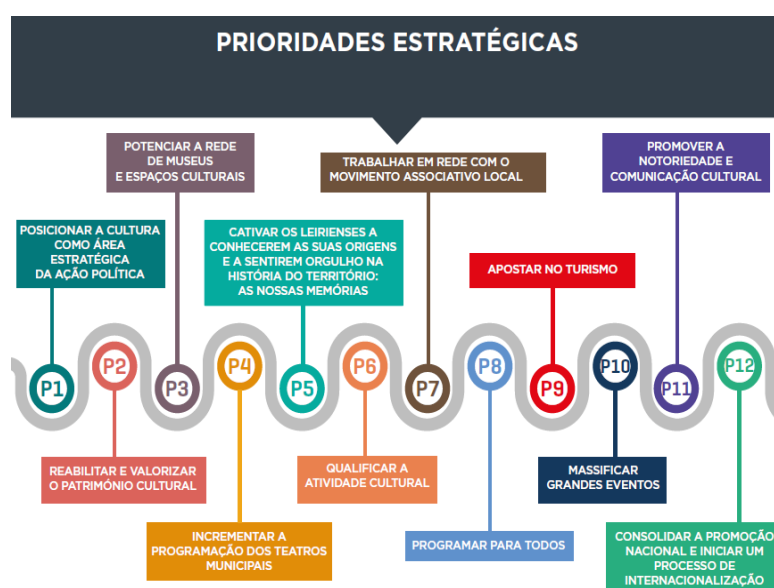 PRIORIDADES ESTRATÉGICAS
POTENCIAR A REDE
DE MUSEUS
E ESPAÇOS CULTURAIS
TRABALHAR EM REDE COM O
MOVIMENTO ASSOCIATIVO LOCAL
PROMOVER A
NOTORIEDADE E
COMUNICAÇÃO CULTURAL
POSICIONAR A CULTURA
COMO ÁREA
ESTRATÉGICA
DA AÇÃO POLÍTICA
CATIVAR OS LEIRIENSES A
CONHECEREM AS SUAS ORIGENS
E A SENTIREM ORGULHO NA
HISTÓRIA DO TERRITÓRIO:
AS NOSSAS MEMÓRIAS
APOSTAR NO TURISMO
P1 P2 P3 P4 P5 P6 P7 P8 P9 P10 P11 P12
REABILITAR E VALORIZAR
O PATRIMÓNIO CULTURAL
QUALIFICAR A
ATIVIDADE CULTURAL
MASSIFICAR
GRANDES EVENTOS
INCREMENTAR A
PROGRAMAÇÃO DOS TEATROS
MUNICIPAIS
PROGRAMAR PARA TODOS
CONSOLIDAR A PROMOÇÃO
NACIONAL E INICIAR UM
PROCESSO DE
INTERNACIONALIZAÇÃO